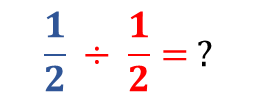 1/2 ÷ 1/2 = ?